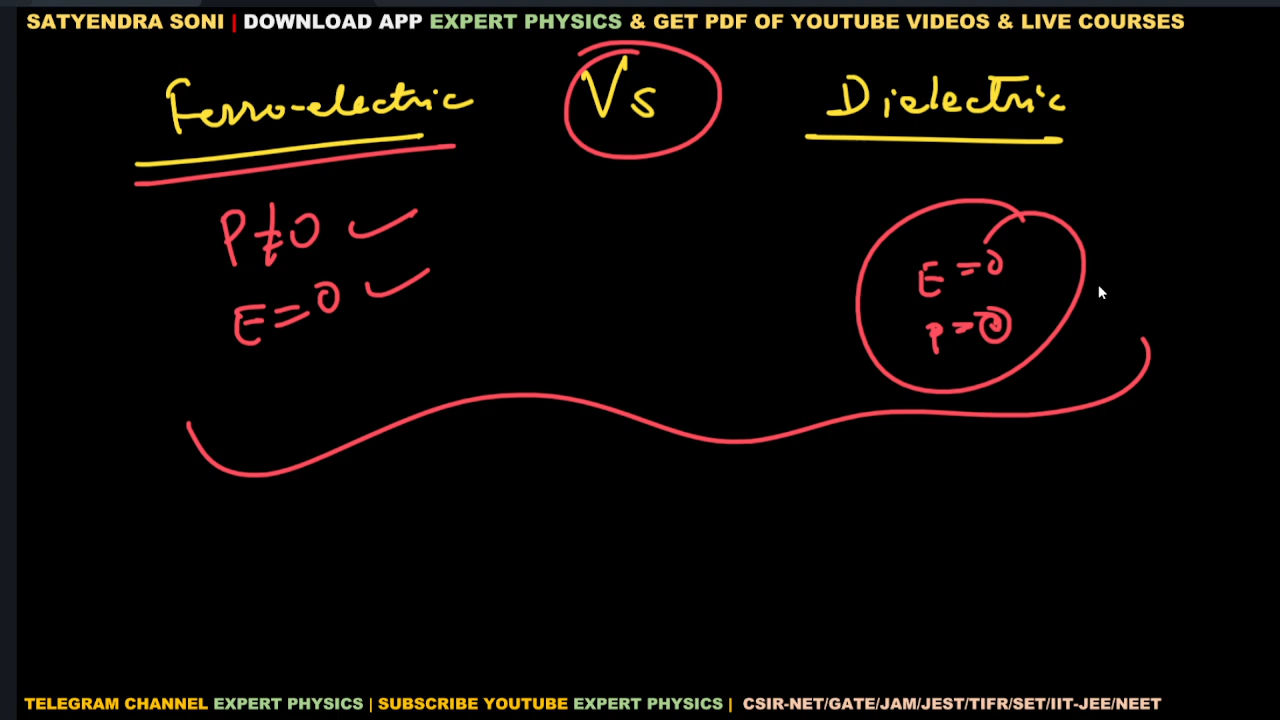 SATYENDRA SONI | DOWNLOAD APP EXPERT PHYSICS & GET PDF OF YOUTUBE VIDEOS & LIVE COURSES
Ferro-electric Vs Dielectric
P≠0
E=0
E=0
P=0
TELEGRAM CHANNEL EXPERT PHYSICS | SUBSCRIBE YOUTUBE EXPERT PHYSICS | CSIR-NET/GATE/JAM/JEST/TIFR/SET/IIT-JEE/NEET